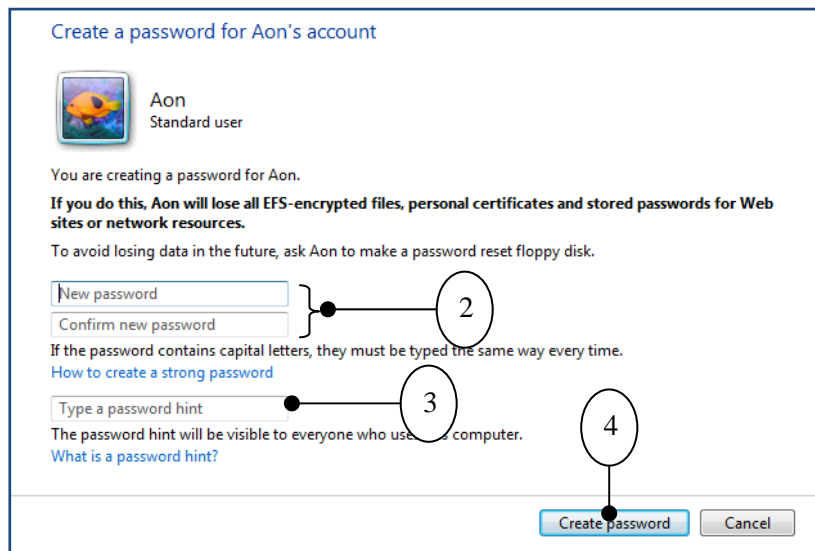 Create a password for Aon's account
Aon
Standard user
You are creating a password for Aon.
If you do this, Aon will lose all EFS-encrypted files, personal certificates and stored passwords for Web
sites or network resources.
To avoid losing data in the future, ask Aon to make a password reset floppy disk.
New password
Confirm new password
2
If the password contains capital letters, they must be typed the same way every time.
How to create a strong password
Type a password hint
3
The password hint will be visible to everyone who uses this computer.
What is a password hint?
4
Create password
Cancel